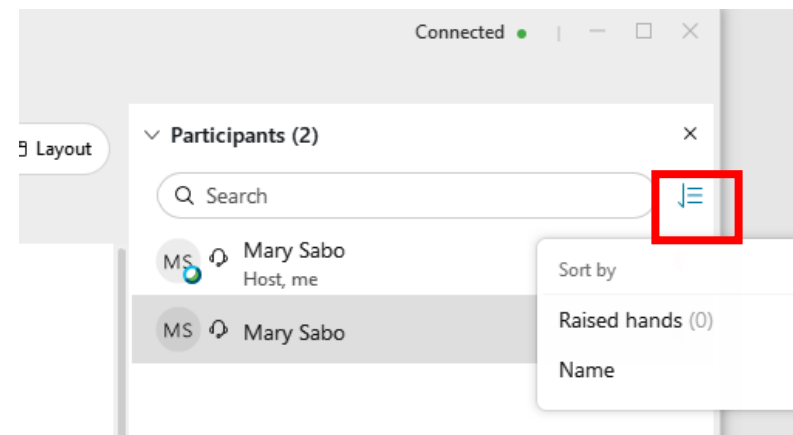 Connected
Layout
Participants (2)
Search
MS
Mary Sabo
Host, me
MS
Mary Sabo
Sort by
Raised hands (0)
Name